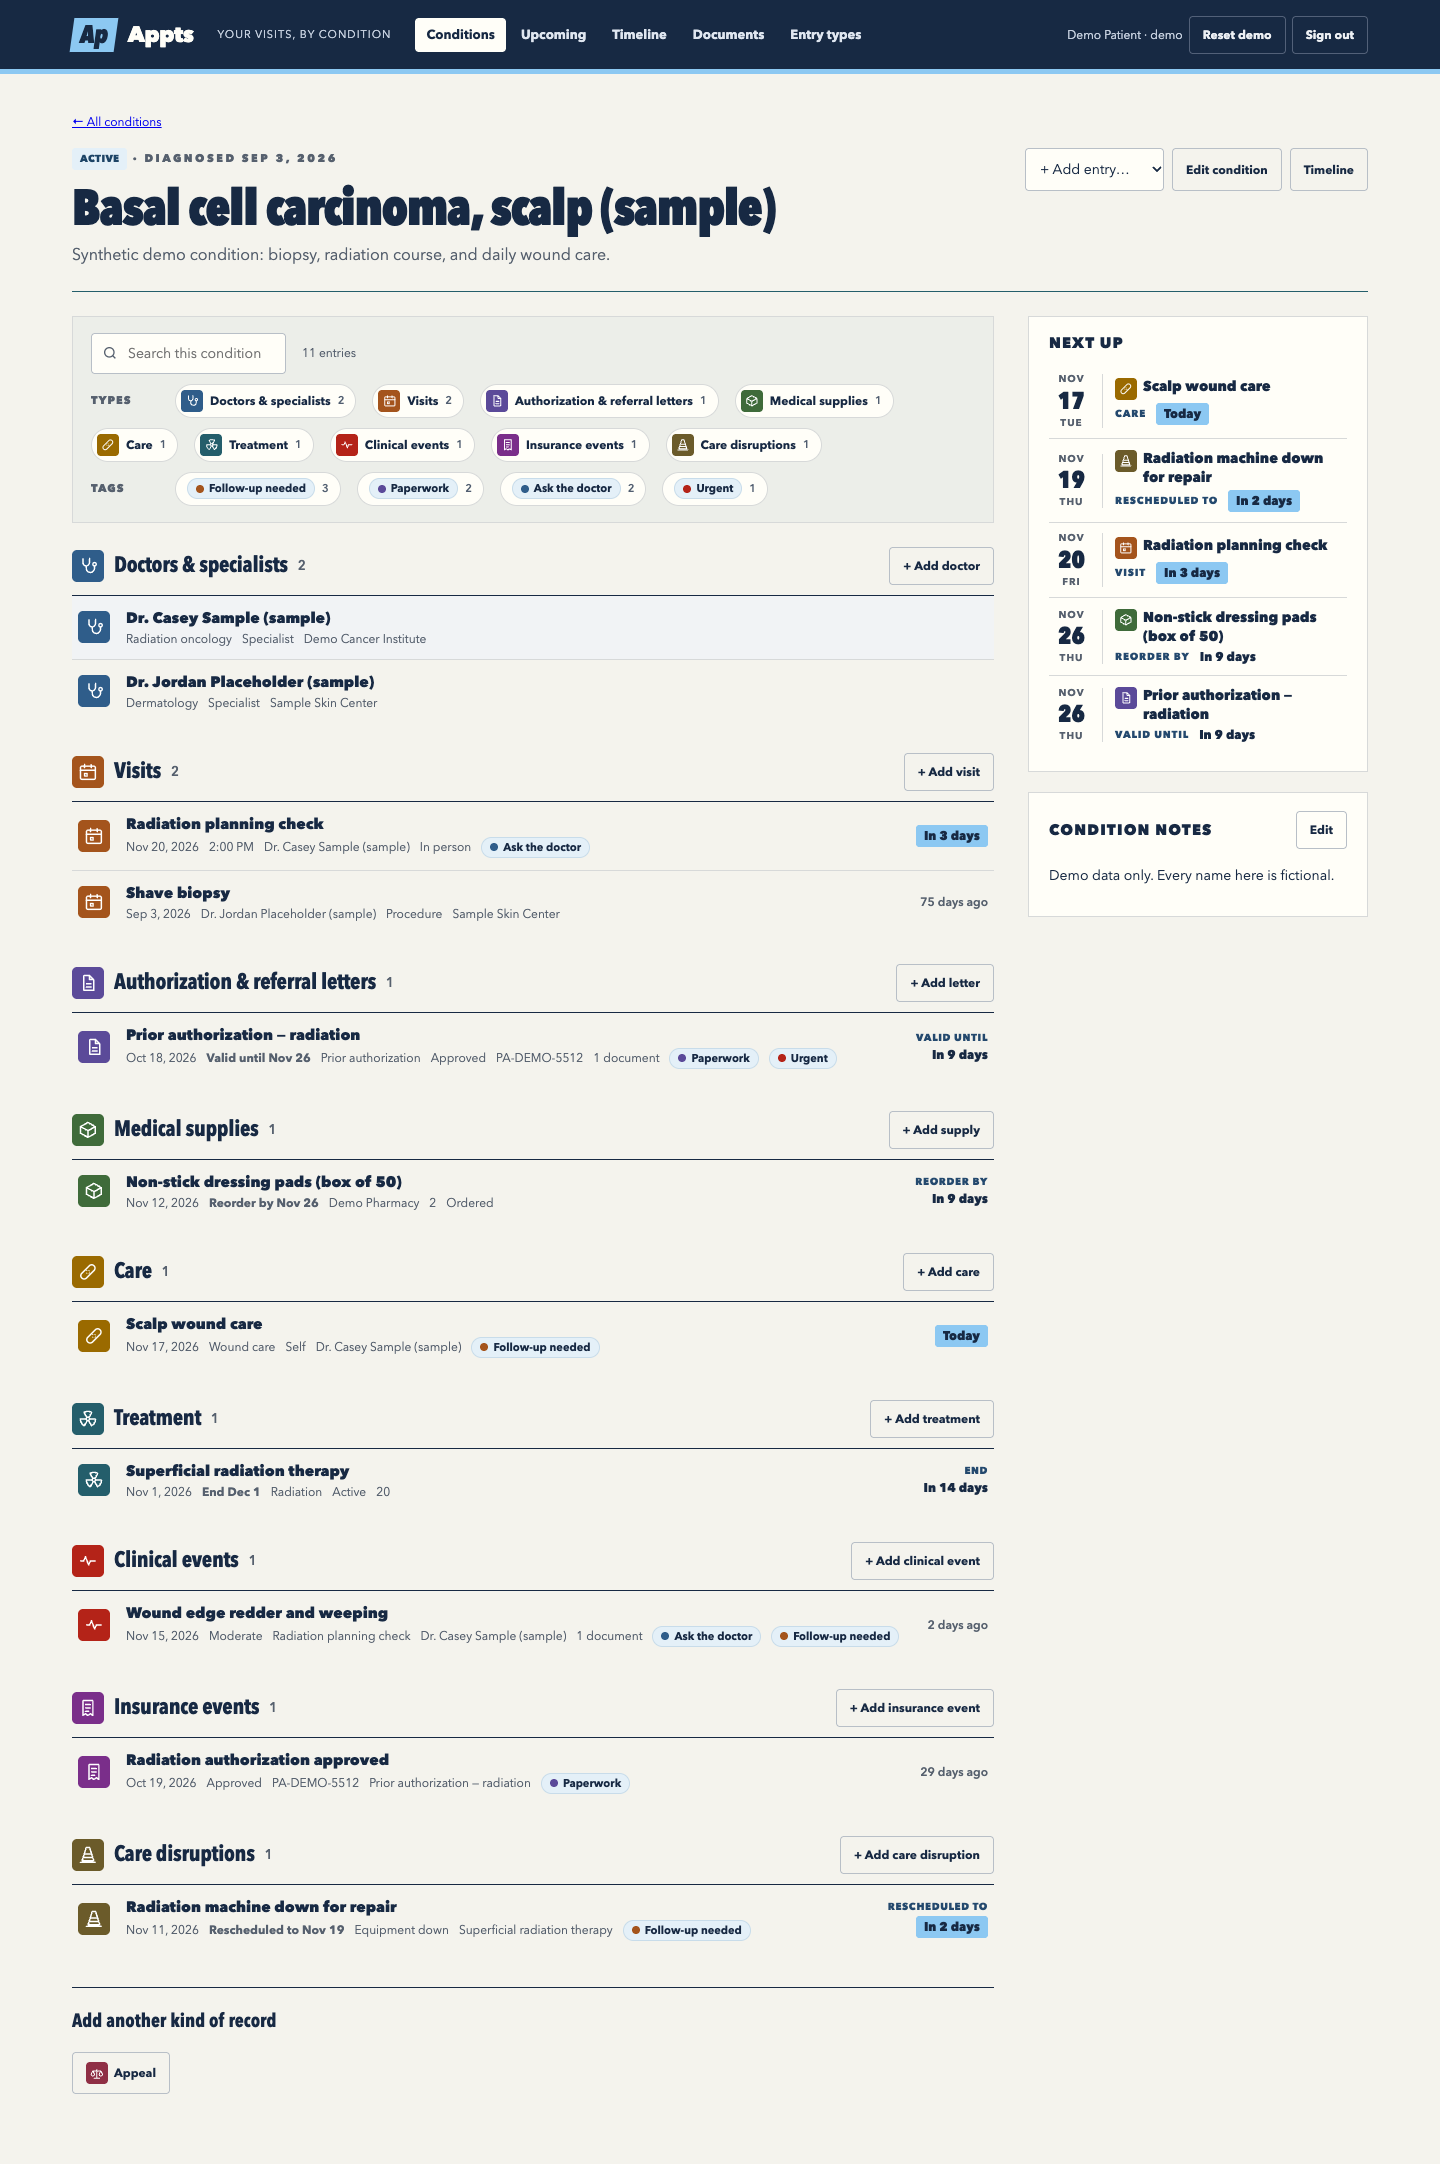 Ap Appts YOUR VISITS, BY CONDITION Conditions Upcoming Timeline Documents Entry types Demo Patient · demo Reset demo Sign out
← All conditions
ACTIVE · DIAGNOSED SEP 3, 2026
+ Add entry... Edit condition Timeline
Basal cell carcinoma, scalp (sample)
Synthetic demo condition: biopsy, radiation course, and daily wound care.
Search this condition 11 entries
TYPES Doctors & specialists 2 Visits 2 Authorization & referral letters 1 Medical supplies 1
Care 1 Treatment 1 Clinical events 1 Insurance events 1 Care disruptions 1
TAGS Follow-up needed 3 Paperwork 2 Ask the doctor 2 Urgent 1
Doctors & specialists 2 + Add doctor
Dr. Casey Sample (sample)
Radiation oncology Specialist Demo Cancer Institute
Dr. Jordan Placeholder (sample)
Dermatology Specialist Sample Skin Center
Visits 2 + Add visit
Radiation planning check
Nov 20, 2026 2:00 PM Dr. Casey Sample (sample) In person Ask the doctor
In 3 days
Shave biopsy
Sep 3, 2026 Dr. Jordan Placeholder (sample) Procedure Sample Skin Center
75 days ago
Authorization & referral letters 1 + Add letter
Prior authorization – radiation
Oct 18, 2026 Valid until Nov 26 Prior authorization Approved PA-DEMO-5512 1 document Paperwork Urgent
VALID UNTIL
In 9 days
Medical supplies 1 + Add supply
Non-stick dressing pads (box of 50)
Nov 12, 2026 Reorder by Nov 26 Demo Pharmacy 2 Ordered
REORDER BY
In 9 days
Care 1 + Add care
Scalp wound care
Nov 17, 2026 Wound care Self Dr. Casey Sample (sample) Follow-up needed
Today
Treatment 1 + Add treatment
Superficial radiation therapy
Nov 1, 2026 End Dec 1 Radiation Active 20
END
In 14 days
Clinical events 1 + Add clinical event
Wound edge redder and weeping
Nov 15, 2026 Moderate Radiation planning check Dr. Casey Sample (sample) 1 document Ask the doctor Follow-up needed
2 days ago
Insurance events 1 + Add insurance event
Radiation authorization approved
Oct 19, 2026 Approved PA-DEMO-5512 Prior authorization – radiation Paperwork
29 days ago
Care disruptions 1 + Add care disruption
Radiation machine down for repair
Nov 11, 2026 Rescheduled to Nov 19 Equipment down Superficial radiation therapy Follow-up needed
RESCHEDULED TO
In 2 days
Add another kind of record
Appeal
NEXT UP
NOV
17
TUE
Scalp wound care
CARE Today
NOV
19
THU
Radiation machine down
for repair
RESCHEDULED TO In 2 days
NOV
20
FRI
Radiation planning check
VISIT In 3 days
NOV
26
THU
Non-stick dressing pads
(box of 50)
REORDER BY In 9 days
NOV
26
THU
Prior authorization –
radiation
VALID UNTIL In 9 days
CONDITION NOTES Edit
Demo data only. Every name here is fictional.